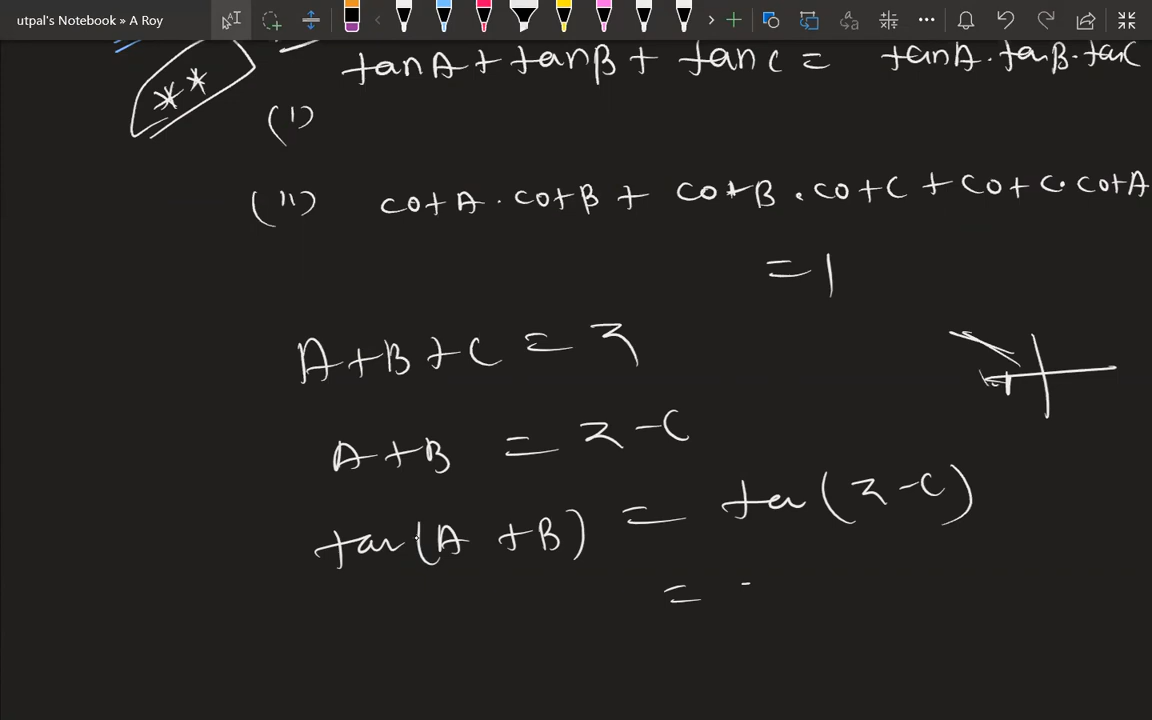 utpal's Notebook » A Roy
tanA + tanB + tanC = tanA·tanB·tanC
(i)
(ii) cotA·cotB + cotB·cotC + cotC·cotA
= 1
A+B+C = π
A+B = π-C
tan(A+B) = tan(π-C)
= -